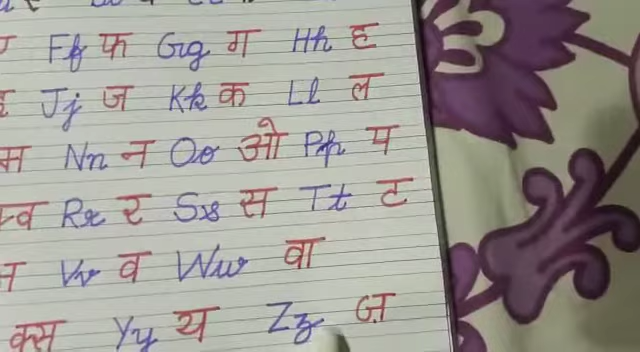 Ff फ Gg ग Hh ह
Jj ज Kk क Ll ल
म Nn न Oo ओ Pp प
Rr र Ss स Tt ट
Vv व Ww वा
क्स Yy य Zz ज़